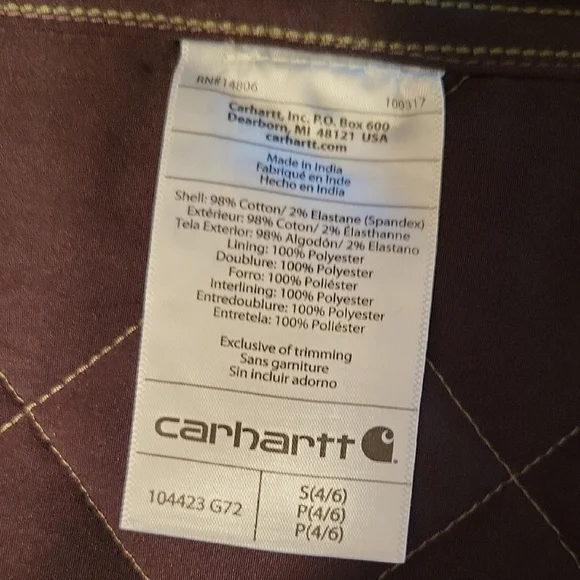 RN#14806
100317
Carhartt, Inc. P.O. Box 600
Dearborn, MI 48121 USA
carhartt.com
Made in India
Fabriqué en Inde
Hecho en India
Shell: 98% Cotton/ 2% Elastane (Spandex)
Extérieur: 98% Coton/ 2% Élasthanne
Tela Exterior: 98% Algodón/ 2% Elastano
Lining: 100% Polyester
Doublure: 100% Polyester
Forro: 100% Poliéster
Interlining: 100% Polyester
Entredoublure: 100% Polyester
Entretela: 100% Poliéster
Exclusive of trimming
Sans garniture
Sin incluir adorno
carhartt
104423 G72
S(4/6)
P(4/6)
P(4/6)